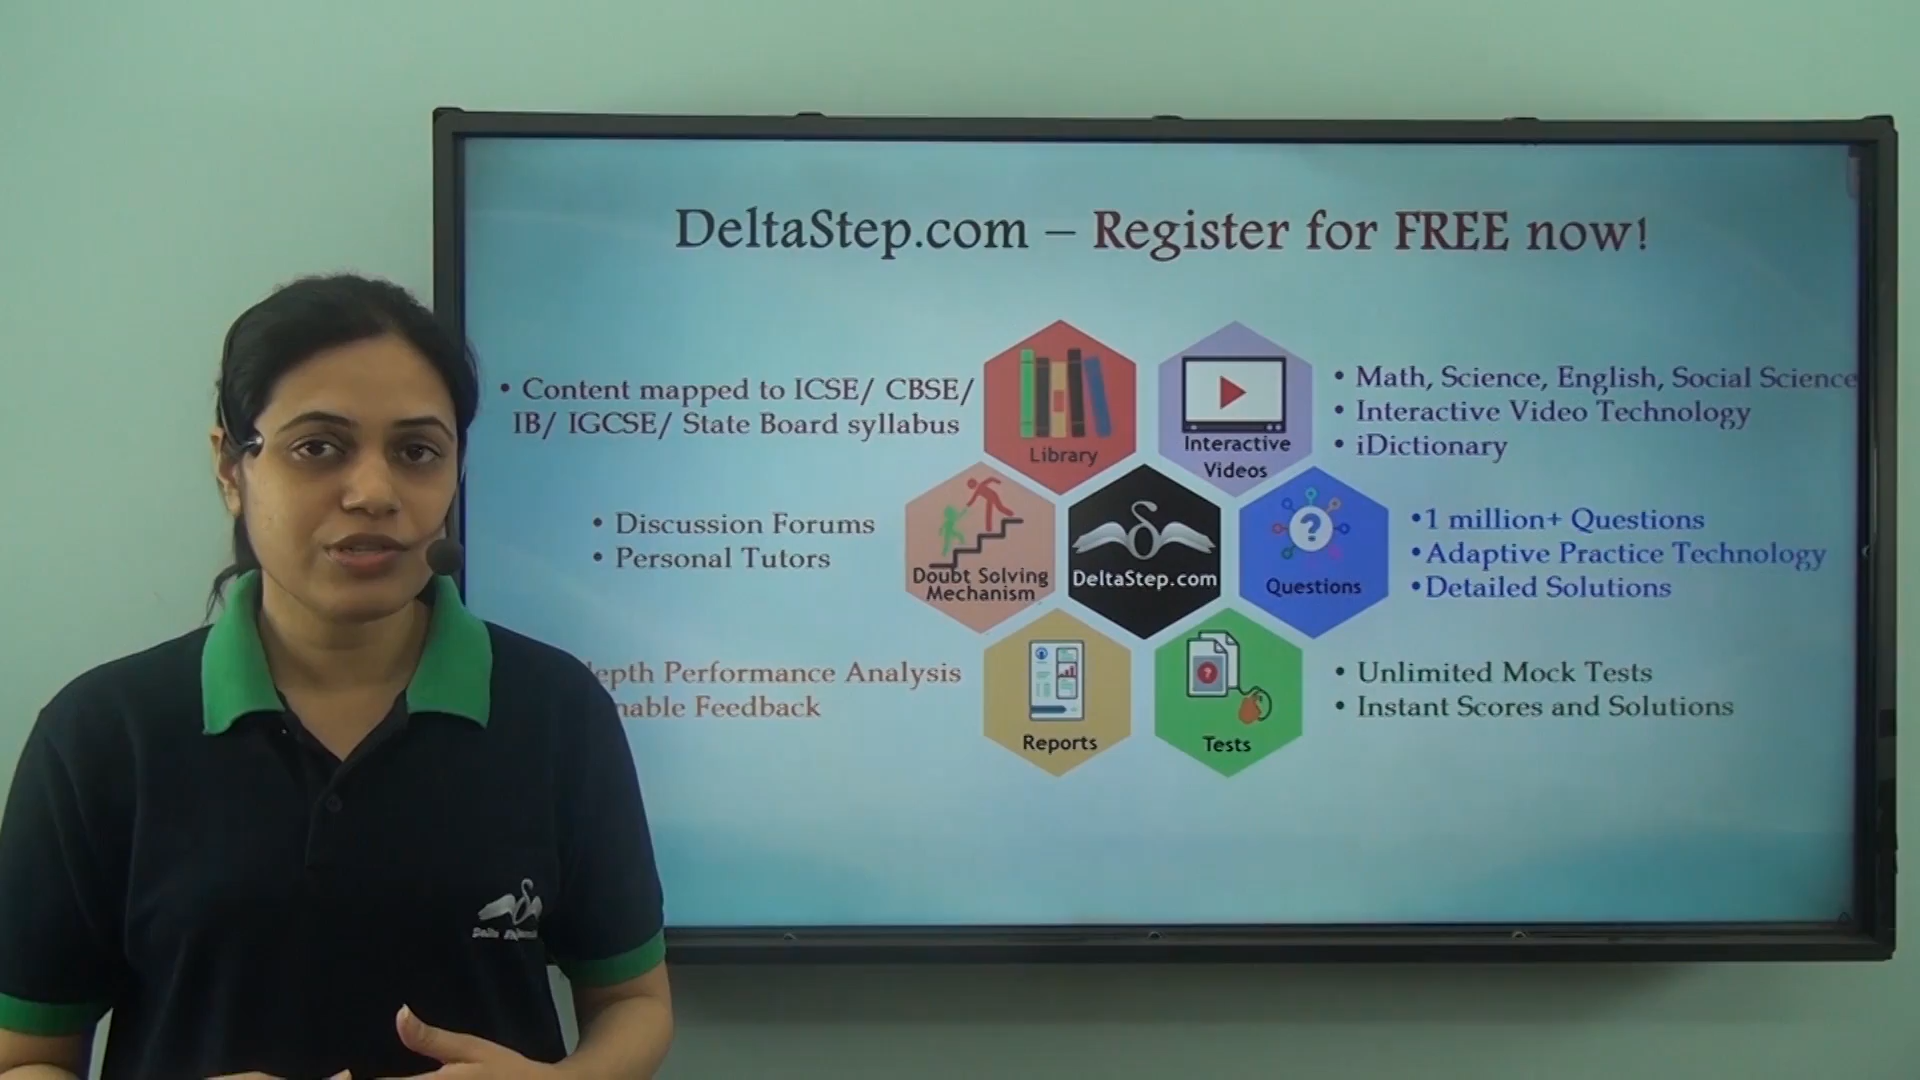 DeltaStep.com – Register for FREE now!
• Content mapped to ICSE/ CBSE/
IB/ IGCSE/ State Board syllabus
Library
Interactive
Videos
• Math, Science, English, Social Science
• Interactive Video Technology
• iDictionary
• Discussion Forums
• Personal Tutors
Doubt Solving
Mechanism
DeltaStep.com
Questions
•1 million+ Questions
•Adaptive Practice Technology
•Detailed Solutions
Performance Analysis
Feedback
Reports
Tests
• Unlimited Mock Tests
• Instant Scores and Solutions